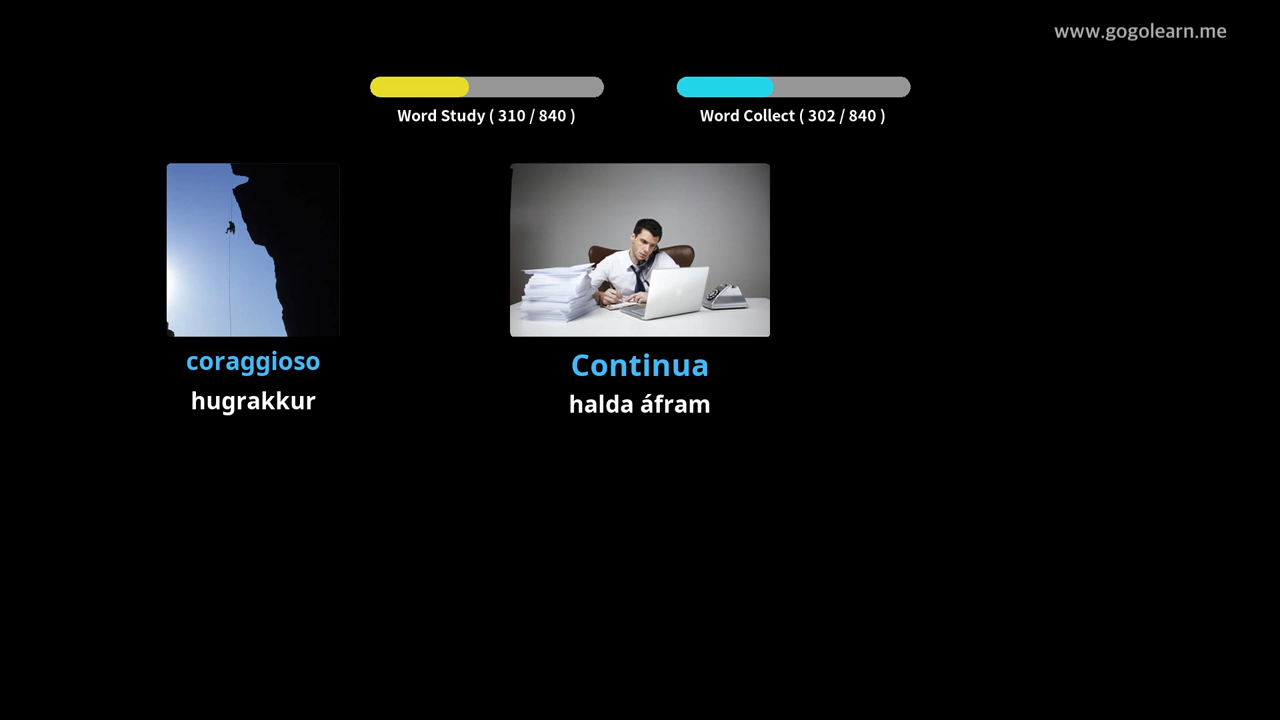 www.gogolearn.me
Word Study ( 310 / 840 )
Word Collect ( 302 / 840 )
coraggioso
hugrakkur
Continua
halda áfram